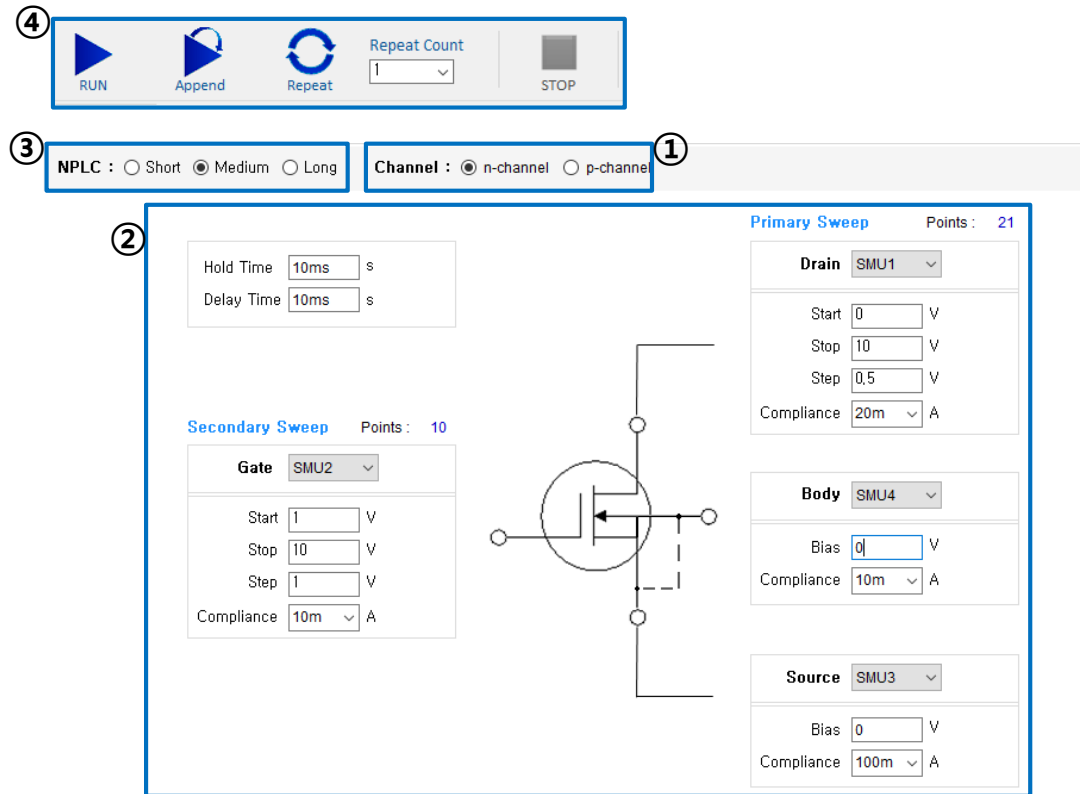 ④
RUN Append Repeat Repeat Count 1 STOP
③ NPLC : Short Medium Long Channel : n-channel p-channel ①
②
Hold Time 10ms s
Delay Time 10ms s
Primary Sweep Points : 21
Drain SMU1
Start 0 V
Stop 10 V
Step 0.5 V
Compliance 20m A
Secondary Sweep Points : 10
Gate SMU2
Start 1 V
Stop 10 V
Step 1 V
Compliance 10m A
Body SMU4
Bias 0 V
Compliance 10m A
Source SMU3
Bias 0 V
Compliance 100m A